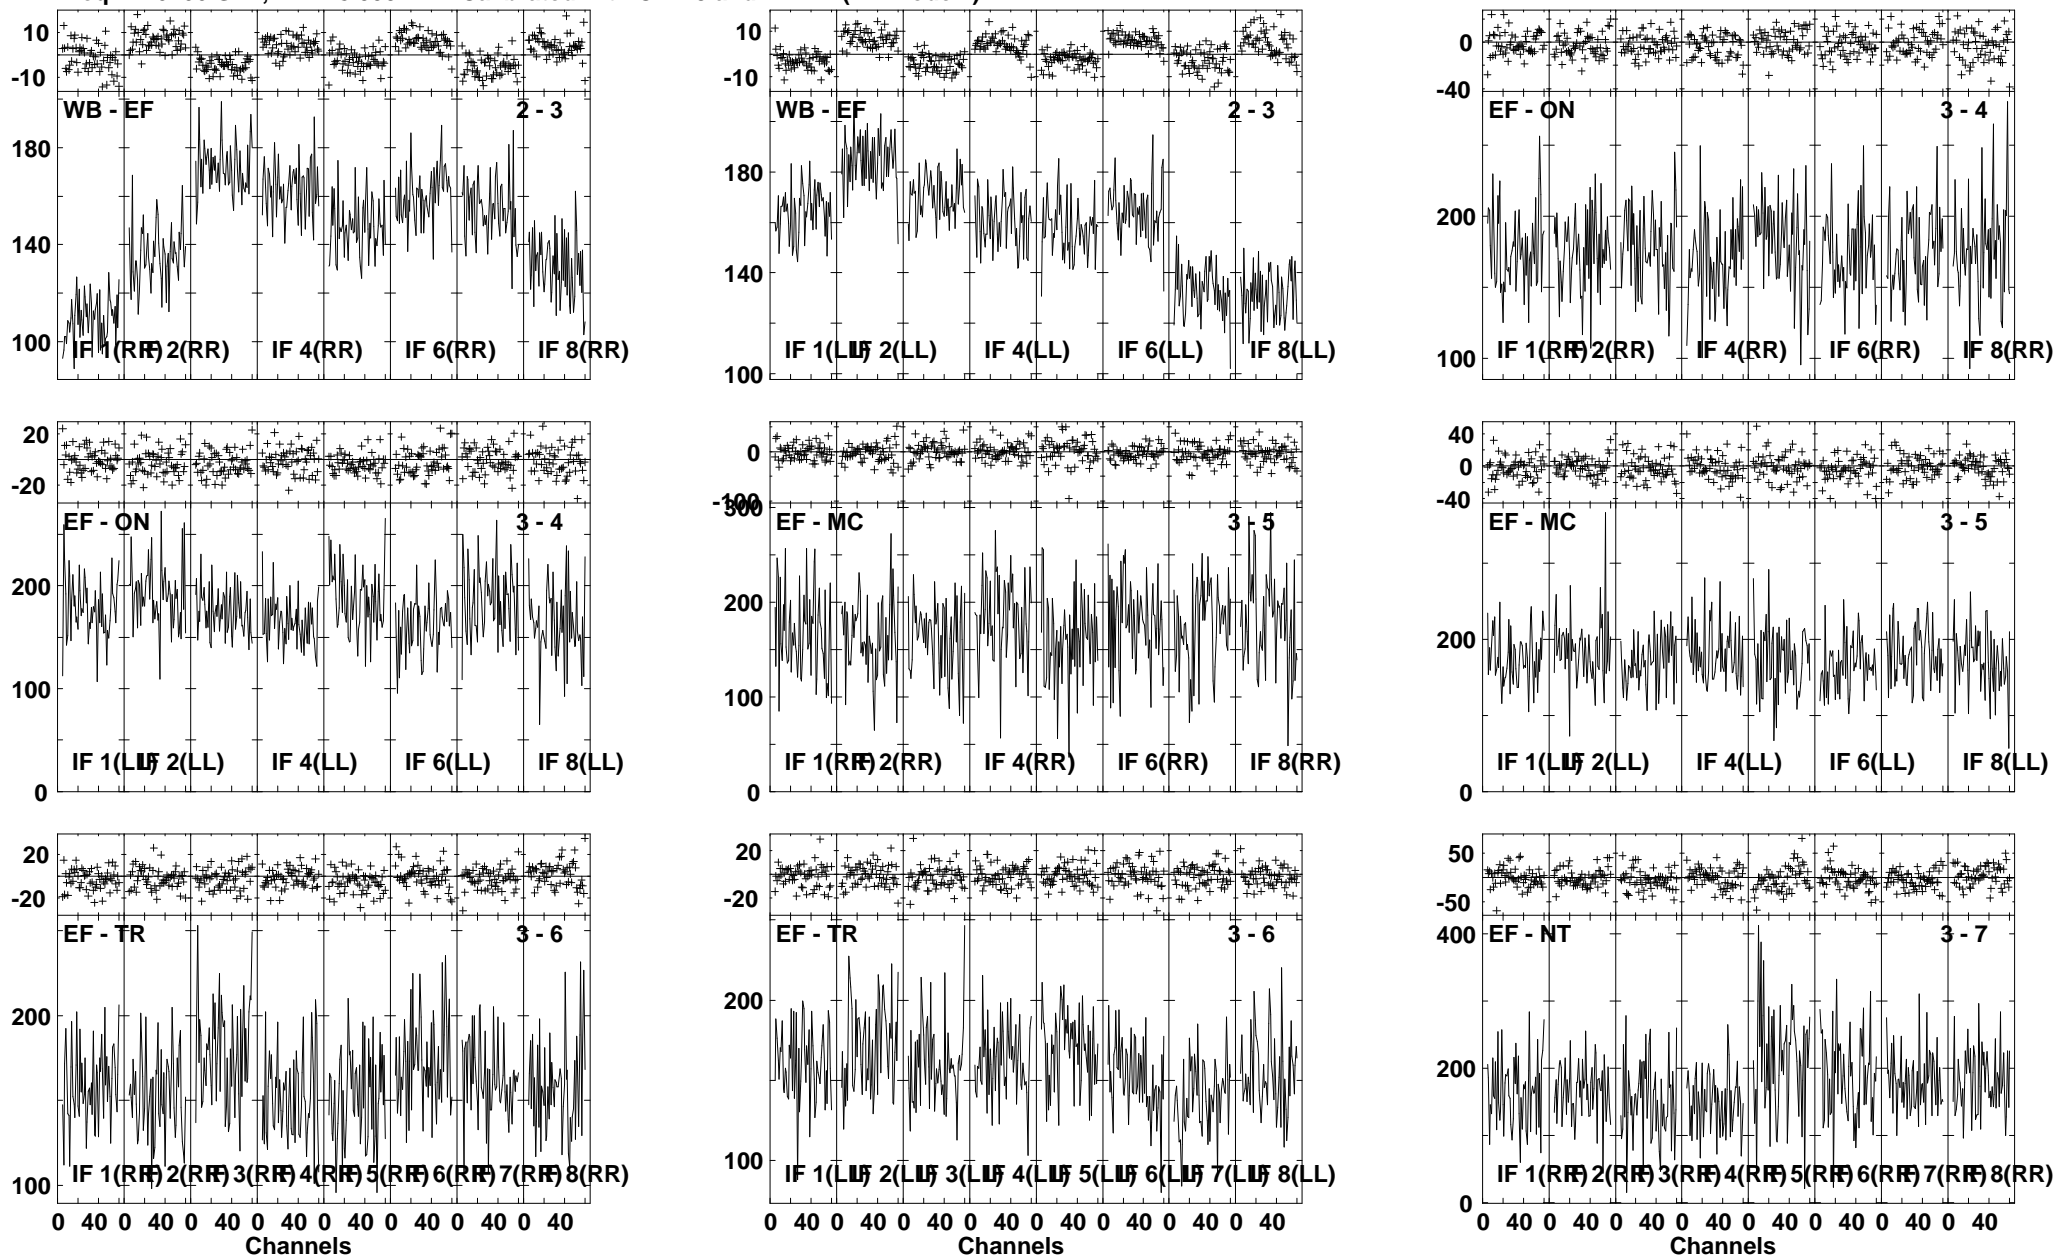 10
-10
WB - EF 2 - 3
180
140
100
IF 1(RR) IF 2(RR) IF 4(RR) IF 6(RR) IF 8(RR)
10
-10
WB - EF 2 - 3
180
140
100
IF 1(LL) IF 2(LL) IF 4(LL) IF 6(LL) IF 8(LL)
0
-40
EF - ON 3 - 4
200
100
IF 1(RR) IF 2(RR) IF 4(RR) IF 6(RR) IF 8(RR)
20
-20
EF - ON 3 - 4
200
100
0
IF 1(LL) IF 2(LL) IF 4(LL) IF 6(LL) IF 8(LL)
0
-100
300
EF - MC 3 - 5
200
100
0
IF 1(RR) IF 2(RR) IF 4(RR) IF 6(RR) IF 8(RR)
40
0
-40
EF - MC 3 - 5
200
0
IF 1(LL) IF 2(LL) IF 4(LL) IF 6(LL) IF 8(LL)
20
-20
EF - TR 3 - 6
200
100
IF 1(RR) IF 2(RR) IF 3(RR) IF 4(RR) IF 5(RR) IF 6(RR) IF 7(RR) IF 8(RR)
0 40 0 40 0 40 0 40 0 40 0 40 0 40 0 40
Channels
20
-20
EF - TR 3 - 6
200
100
IF 1(LL) IF 2(LL) IF 3(LL) IF 4(LL) IF 5(LL) IF 6(LL) IF 7(LL) IF 8(LL)
0 40 0 40 0 40 0 40 0 40 0 40 0 40 0 40
Channels
50
-50
EF - NT 3 - 7
400
200
0
IF 1(RR) IF 2(RR) IF 3(RR) IF 4(RR) IF 5(RR) IF 6(RR) IF 7(RR) IF 8(RR)
0 40 0 40 0 40 0 40 0 40 0 40 0 40 0 40
Channels